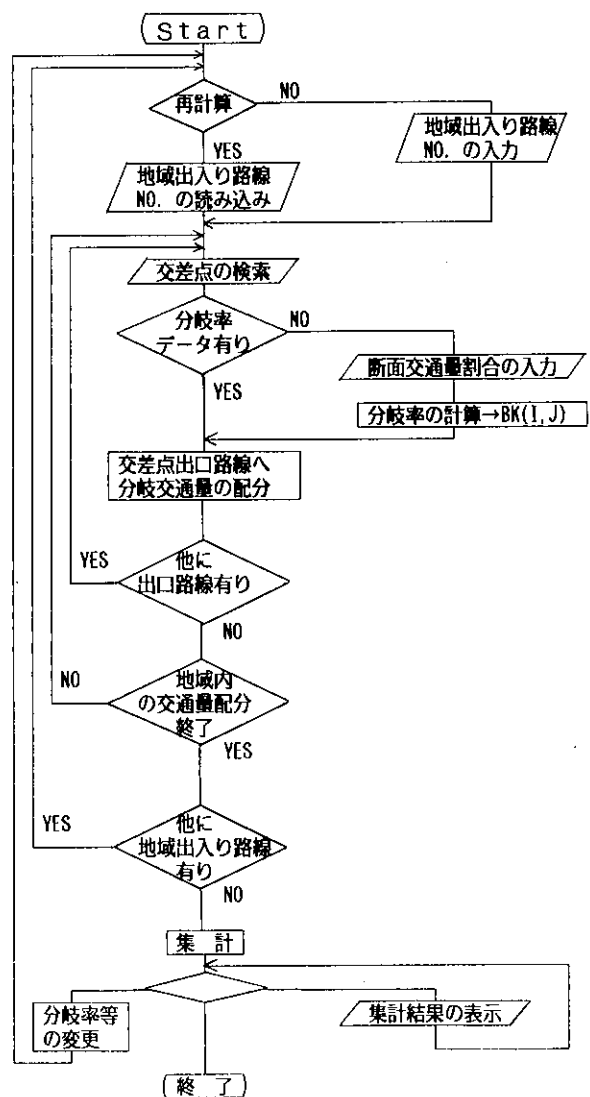 Start
再計算
NO
YES
地域出入り路線
NO. の入力
地域出入り路線
NO. の読み込み
交差点の検索
分岐率
データ有り
NO
YES
断面交通量割合の入力
分岐率の計算→BK(I,J)
交差点出口路線へ
分岐交通量の配分
YES
他に
出口路線有り
NO
NO
地域内
の交通量配分
終了
YES
YES
他に
地域出入り路線
有り
NO
集 計
分岐率等
の変更
集計結果の表示
終 了